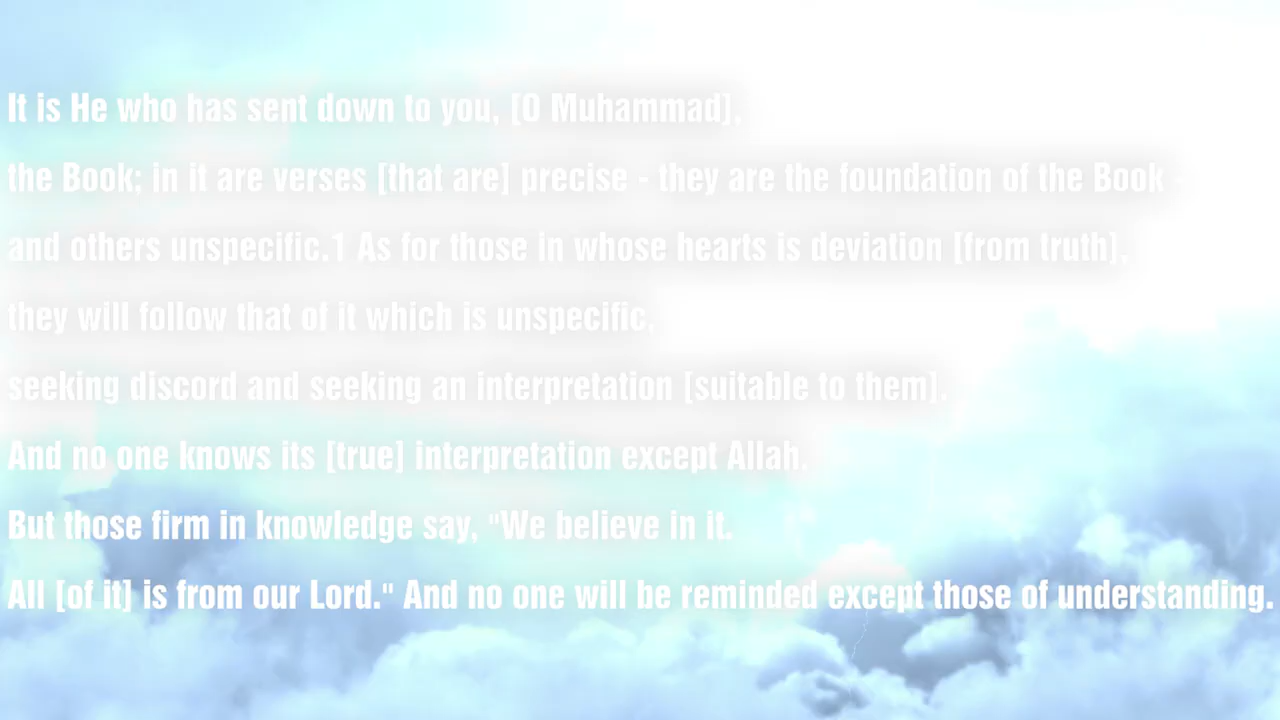 It is He who has sent down to you, [O Muhammad],
the Book; in it are verses [that are] precise - they are the foundation of the Book -
and others unspecific.1 As for those in whose hearts is deviation [from truth],
they will follow that of it which is unspecific,
seeking discord and seeking an interpretation [suitable to them].
And no one knows its [true] interpretation except Allah.
But those firm in knowledge say, "We believe in it.
All [of it] is from our Lord." And no one will be reminded except those of understanding.